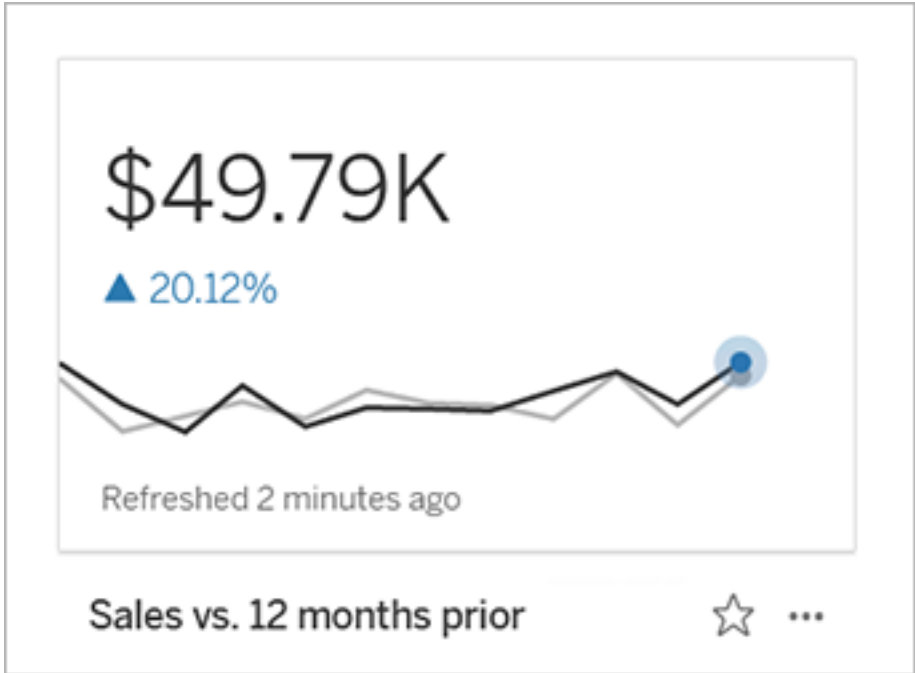 $49.79K
▲ 20.12%
Refreshed 2 minutes ago
Sales vs. 12 months prior